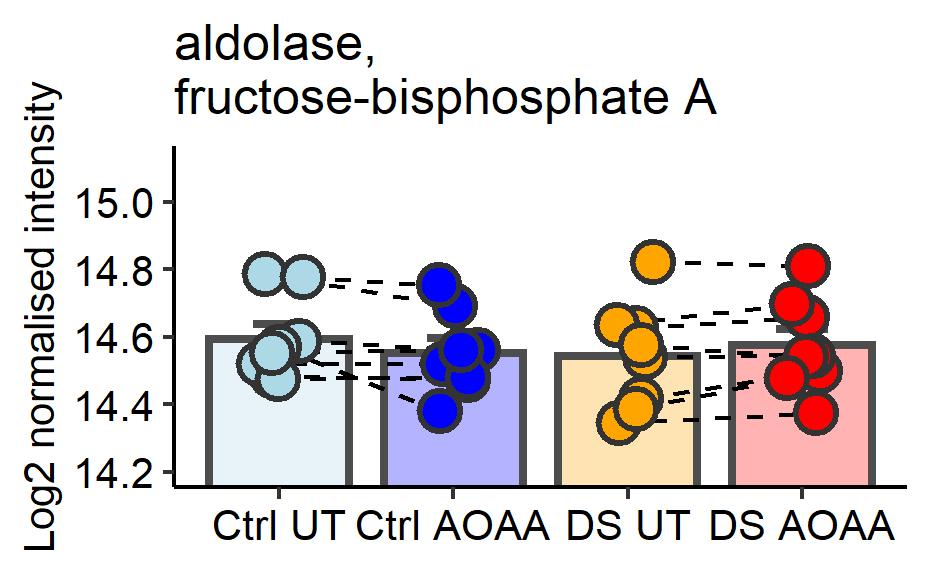 aldolase,
fructose-bisphosphate A
Log2 normalised intensity
15.0
14.8
14.6
14.4
14.2
Ctrl UT Ctrl AOAA DS UT DS AOAA